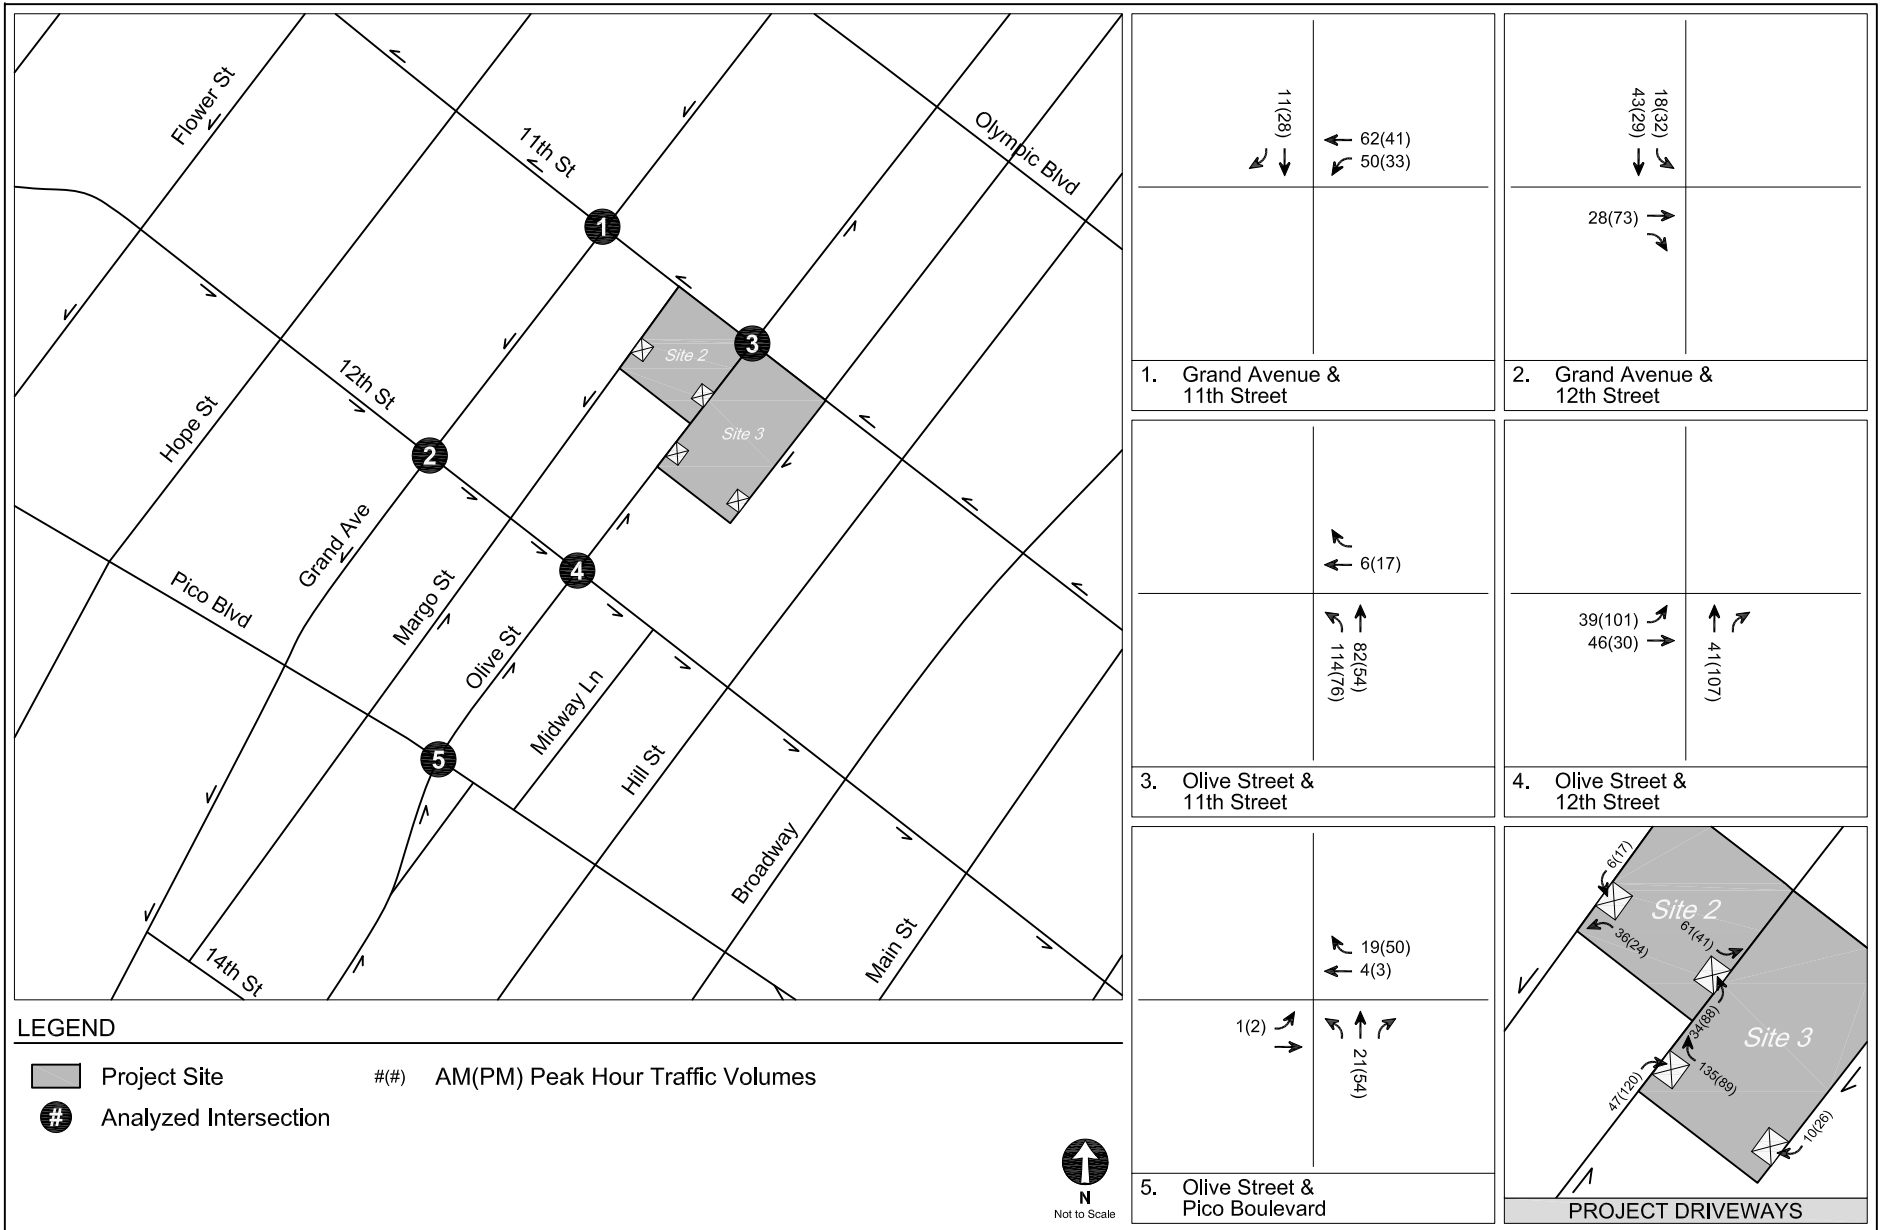 Flower St
11th St
Olympic Blvd
1
Site 2
3
12th St
Hope St
Site 3
2
Grand Ave
4
Pico Blvd
Margo St
Olive St
Midway Ln
5
Hill St
Broadway
Main St
14th St
LEGEND
Project Site
#(#) AM(PM) Peak Hour Traffic Volumes
# Analyzed Intersection
N
Not to Scale
11(28)
62(41)
50(33)
1. Grand Avenue &
11th Street
18(32)
43(29)
28(73)
2. Grand Avenue &
12th Street
6(17)
82(54)
114(76)
3. Olive Street &
11th Street
39(101)
46(30)
41(107)
4. Olive Street &
12th Street
19(50)
4(3)
1(2)
21(54)
5. Olive Street &
Pico Boulevard
6(17)
Site 2
36(24)
61(41)
34(88)
Site 3
135(89)
47(120)
10(26)
PROJECT DRIVEWAYS